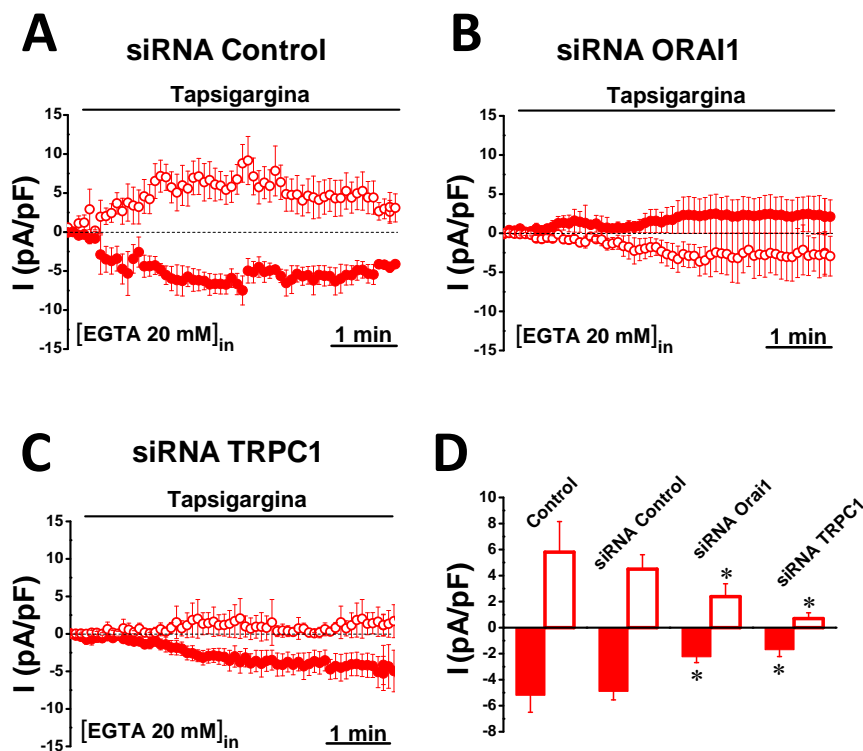 A
siRNA Control
Tapsigargina
15
10
5
0
-5
-10
-15
I (pA/pF)
[EGTA 20 mM]in
1 min
B
siRNA ORAI1
Tapsigargina
15
10
5
0
-5
-10
-15
I (pA/pF)
[EGTA 20 mM]in
1 min
C
siRNA TRPC1
Tapsigargina
15
10
5
0
-5
-10
-15
I (pA/pF)
[EGTA 20 mM]in
1 min
D
10
8
6
4
2
0
-2
-4
-6
-8
I (pA/pF)
Control
siRNA Control
siRNA Orai1
siRNA TRPC1
*
*
*
*